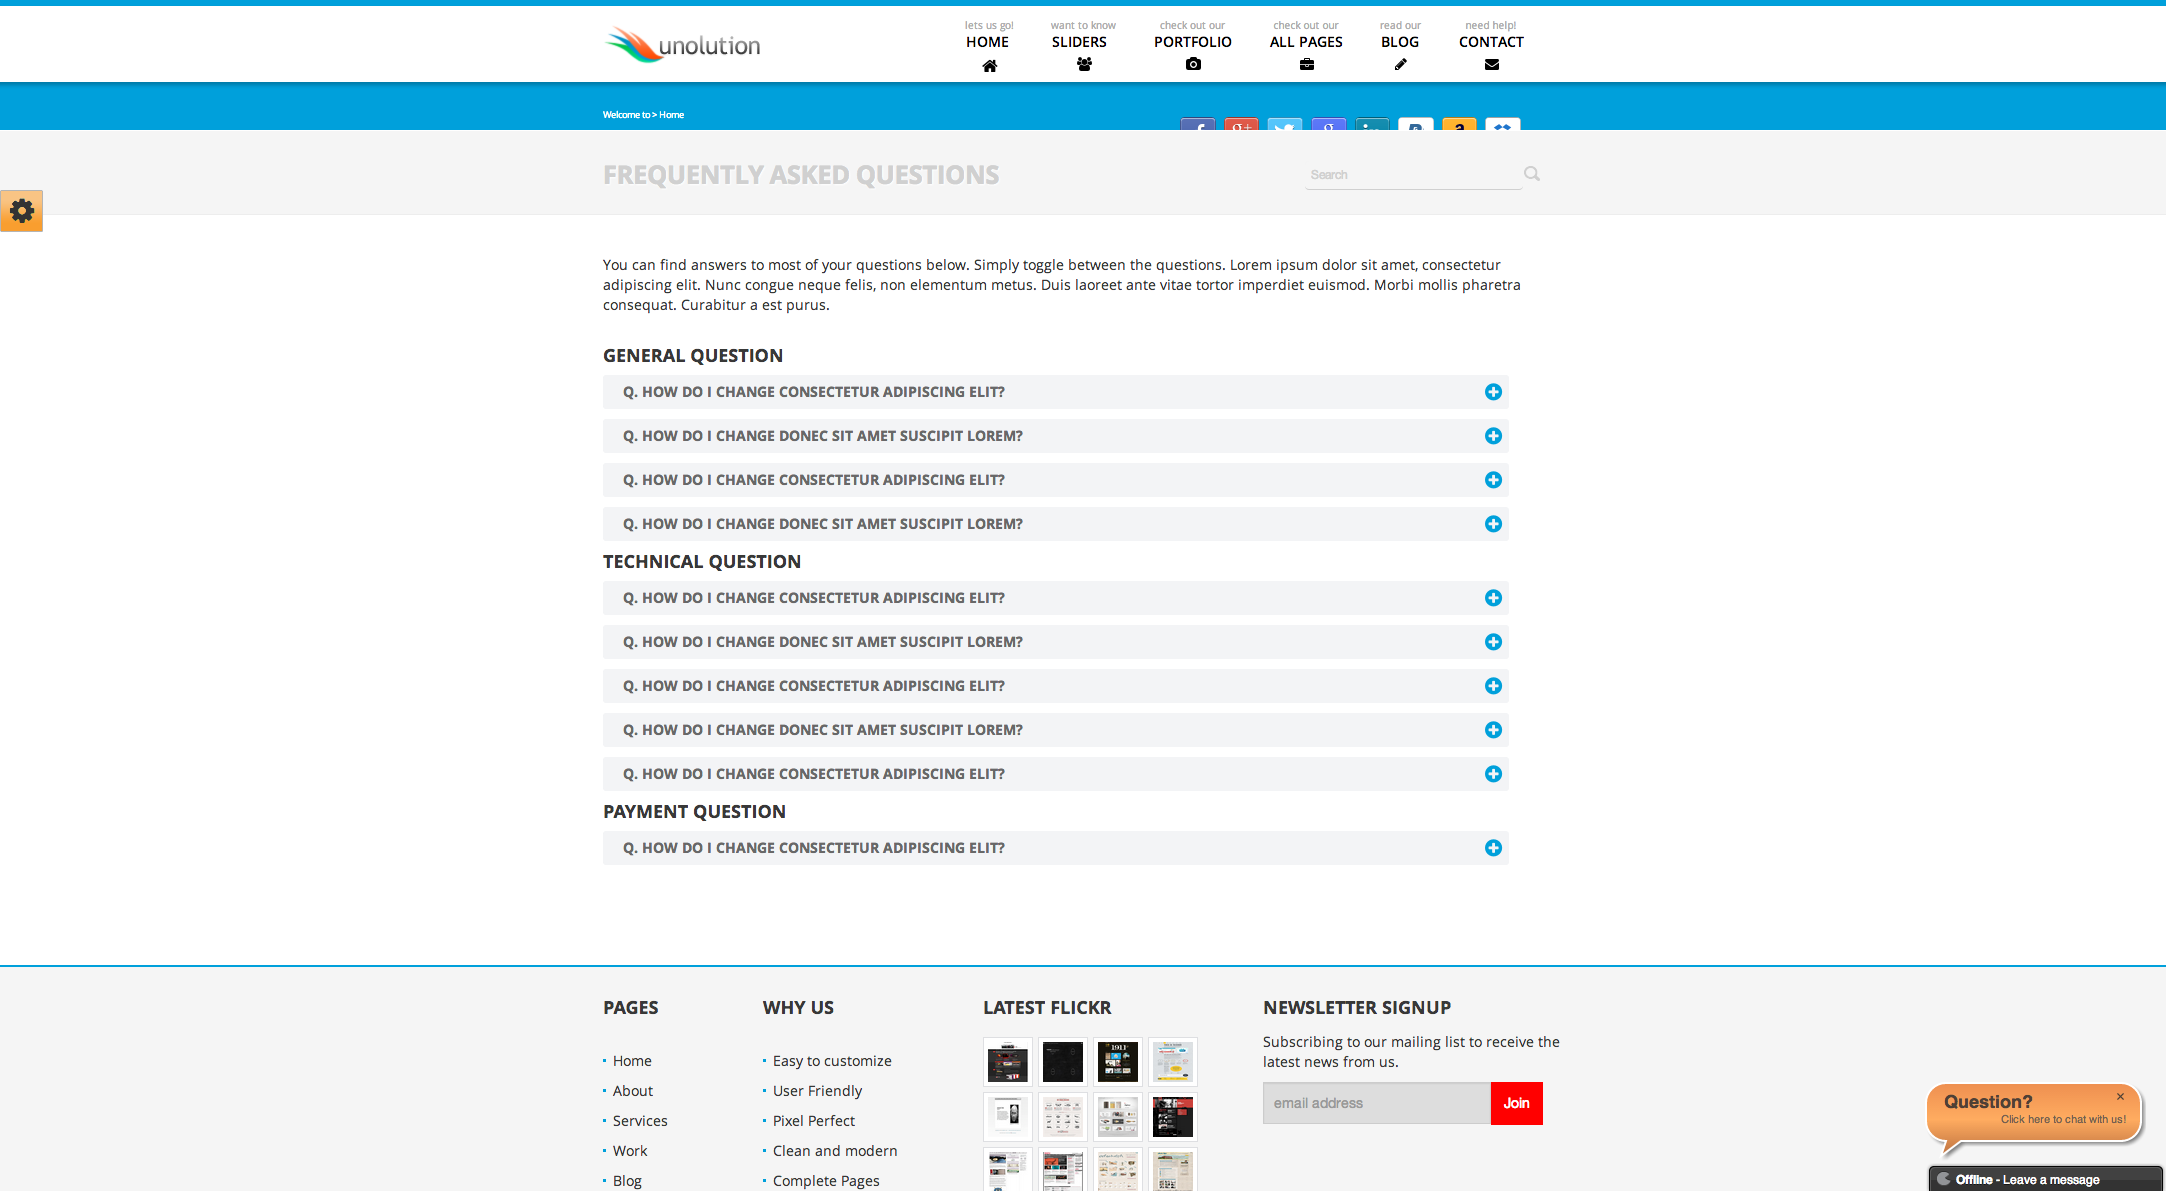 unolution
lets us go!
HOME
want to know
SLIDERS
check out our
PORTFOLIO
check out our
ALL PAGES
read our
BLOG
need help!
CONTACT
Welcome to > Home
FREQUENTLY ASKED QUESTIONS
Search
You can find answers to most of your questions below. Simply toggle between the questions. Lorem ipsum dolor sit amet, consectetur
adipiscing elit. Nunc congue neque felis, non elementum metus. Duis laoreet ante vitae tortor imperdiet euismod. Morbi mollis pharetra
consequat. Curabitur a est purus.
GENERAL QUESTION
Q. HOW DO I CHANGE CONSECTETUR ADIPISCING ELIT?
Q. HOW DO I CHANGE DONEC SIT AMET SUSCIPIT LOREM?
Q. HOW DO I CHANGE CONSECTETUR ADIPISCING ELIT?
Q. HOW DO I CHANGE DONEC SIT AMET SUSCIPIT LOREM?
TECHNICAL QUESTION
Q. HOW DO I CHANGE CONSECTETUR ADIPISCING ELIT?
Q. HOW DO I CHANGE DONEC SIT AMET SUSCIPIT LOREM?
Q. HOW DO I CHANGE CONSECTETUR ADIPISCING ELIT?
Q. HOW DO I CHANGE DONEC SIT AMET SUSCIPIT LOREM?
Q. HOW DO I CHANGE CONSECTETUR ADIPISCING ELIT?
PAYMENT QUESTION
Q. HOW DO I CHANGE CONSECTETUR ADIPISCING ELIT?
PAGES
Home
About
Services
Work
Blog
WHY US
Easy to customize
User Friendly
Pixel Perfect
Clean and modern
Complete Pages
LATEST FLICKR
1911
NEWSLETTER SIGNUP
Subscribing to our mailing list to receive the
latest news from us.
email address
Join
Question?
Click here to chat with us!
Offline - Leave a message